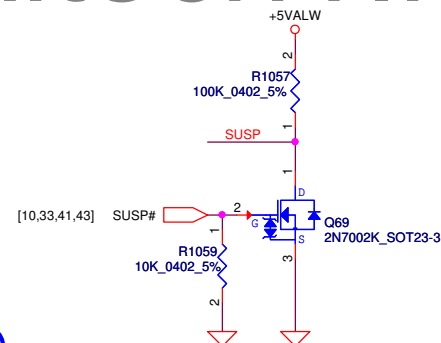 +5VALW
2
R1057
100K_0402_5%
1
SUSP
1
D
[10,33,41,43] SUSP# 2
G
Q69
2N7002K_SOT23-3
S
1
R1059
10K_0402_5%
3
2